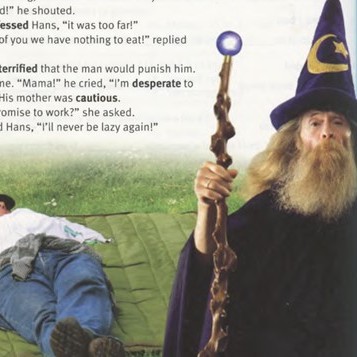 d!” he shouted.
essed Hans, “it was too far!”
of you we have nothing to eat!” replied
terrified that the man would punish him.
me. “Mama!” he cried, “I’m desperate to
His mother was cautious.
romise to work?” she asked.
d Hans, “I’ll never be lazy again!”